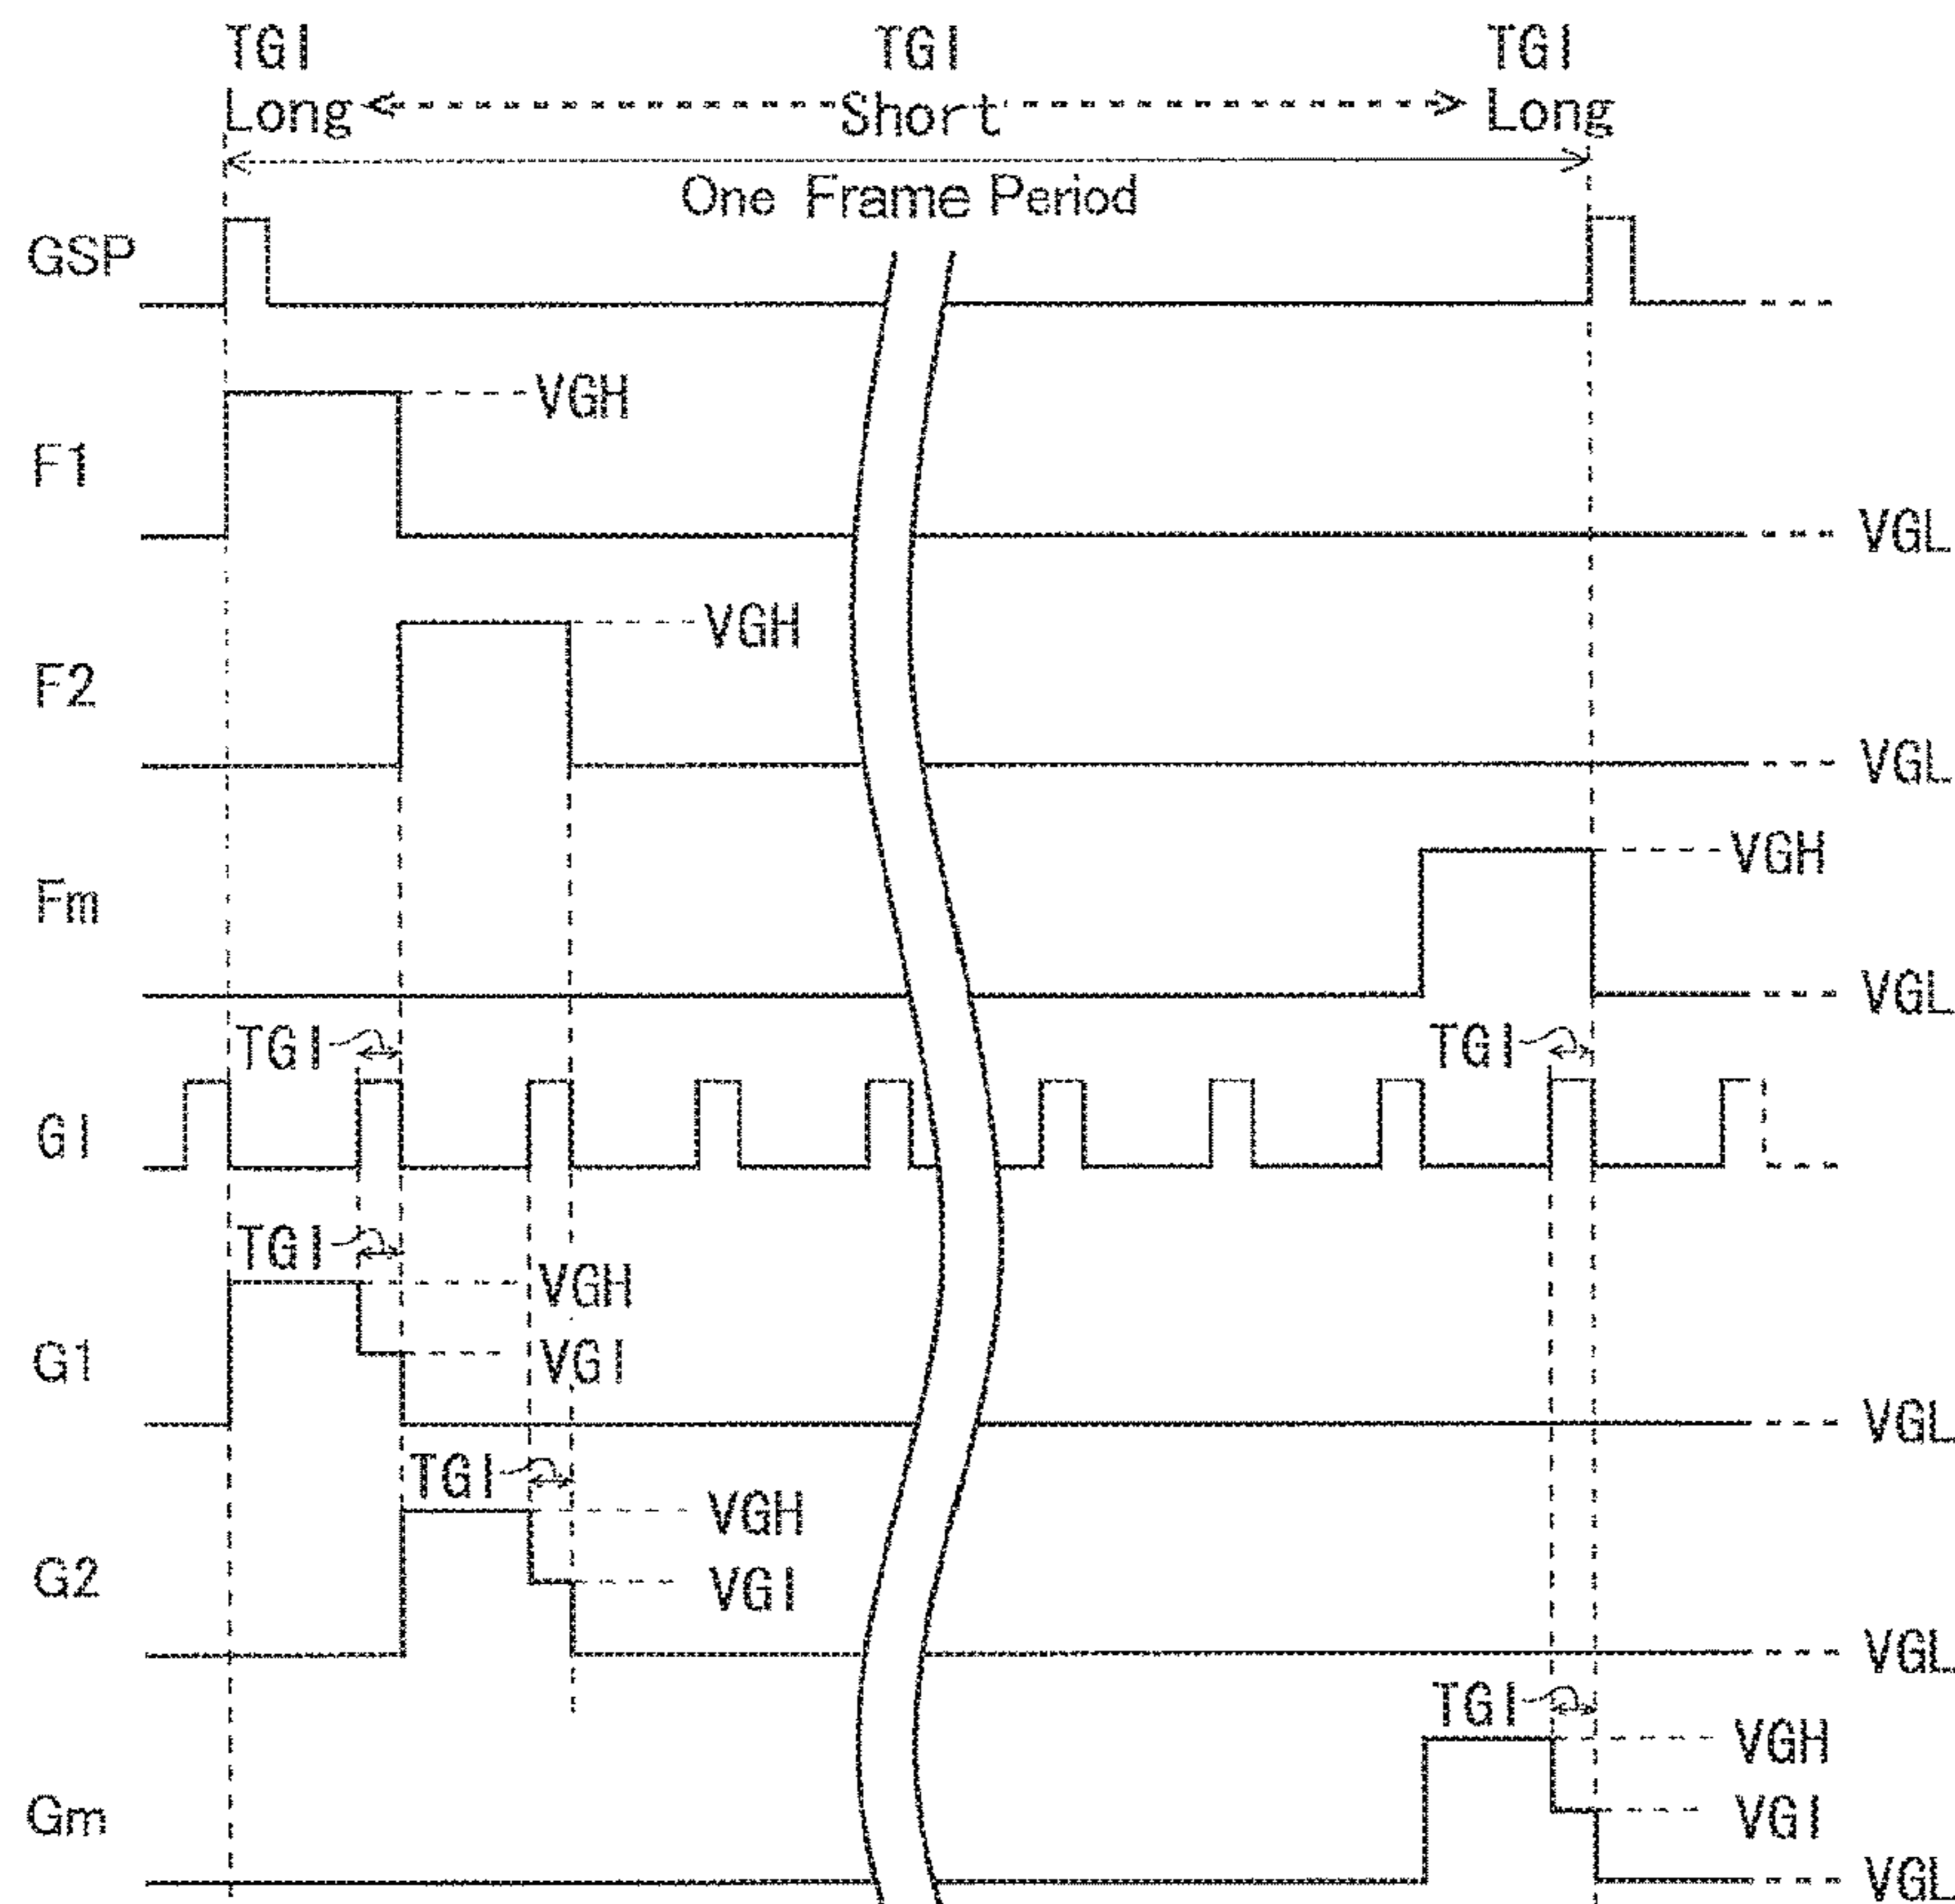 TGI TGI TGI
Long Short Long
One Frame Period
GSP
VGH
F1
VGL
VGH
F2
VGL
VGH
Fm
VGL
TGI TGI
GI
TGI
VGH
G1 VGI
VGL
TGI
VGH
G2 VGI
VGL
TGI
VGH
Gm VGI
VGL